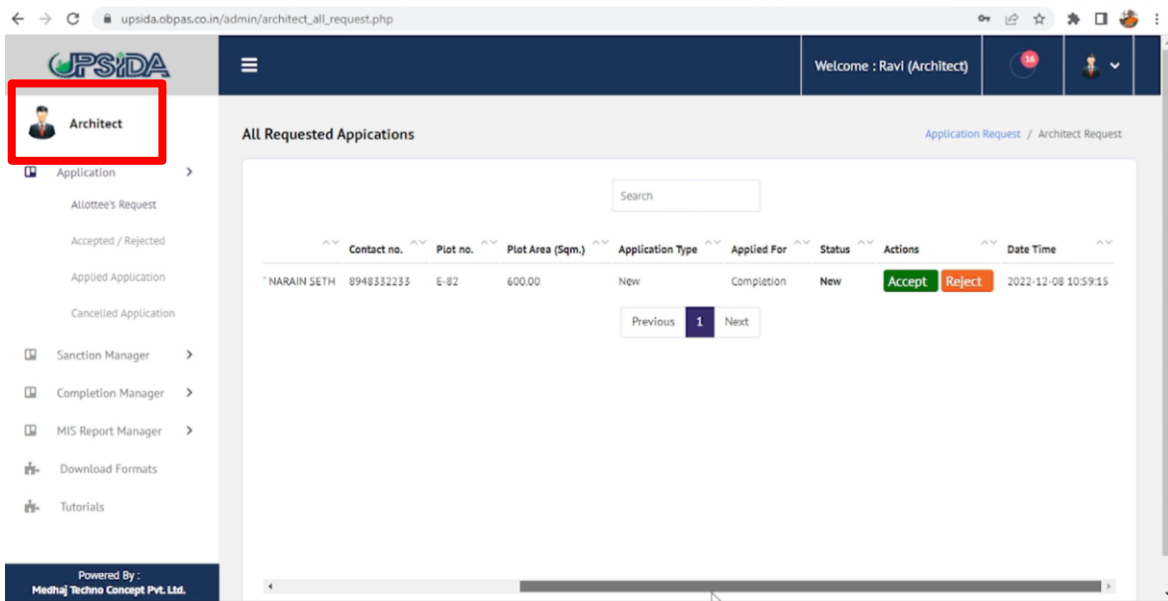 upsida.obpas.co.in/admin/architect_all_request.php
UPSIDA
Welcome : Ravi (Architect)
16
Architect
All Requested Appications
Application Request / Architect Request
Application
Allottee's Request
Accepted / Rejected
Applied Application
Cancelled Application
Sanction Manager
Completion Manager
MIS Report Manager
Download Formats
Tutorials
Powered By :
Medhaj Techno Concept Pvt. Ltd.
Search
Contact no. Plot no. Plot Area (Sqm.) Application Type Applied For Status Actions Date Time
NARAIN SETH 8948332233 E-82 600.00 New Completion New Accept Reject 2022-12-08 10:59:15
Previous 1 Next